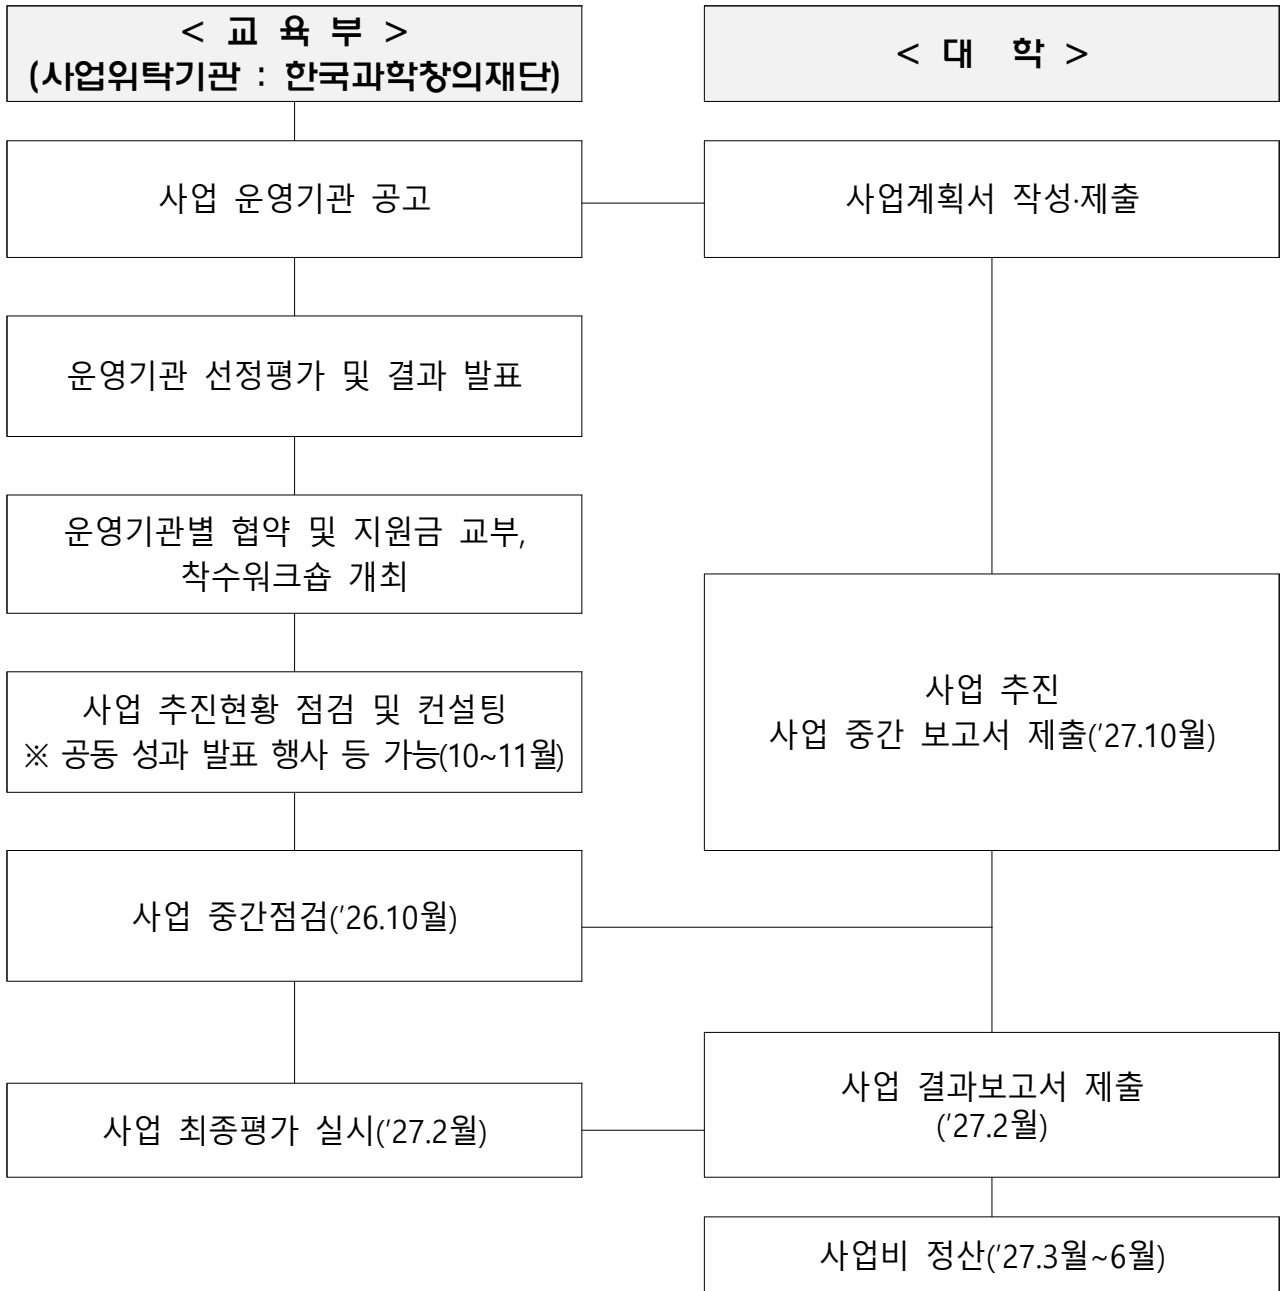 < 교 육 부 >
(사업위탁기관 : 한국과학창의재단)
< 대 학 >
사업 운영기관 공고
사업계획서 작성·제출
운영기관 선정평가 및 결과 발표
운영기관별 협약 및 지원금 교부,
착수워크숍 개최
사업 추진현황 점검 및 컨설팅
※ 공동 성과 발표 행사 등 가능(10~11월)
사업 추진
사업 중간 보고서 제출(’27.10월)
사업 중간점검(’26.10월)
사업 결과보고서 제출
(’27.2월)
사업 최종평가 실시(’27.2월)
사업비 정산(’27.3월~6월)